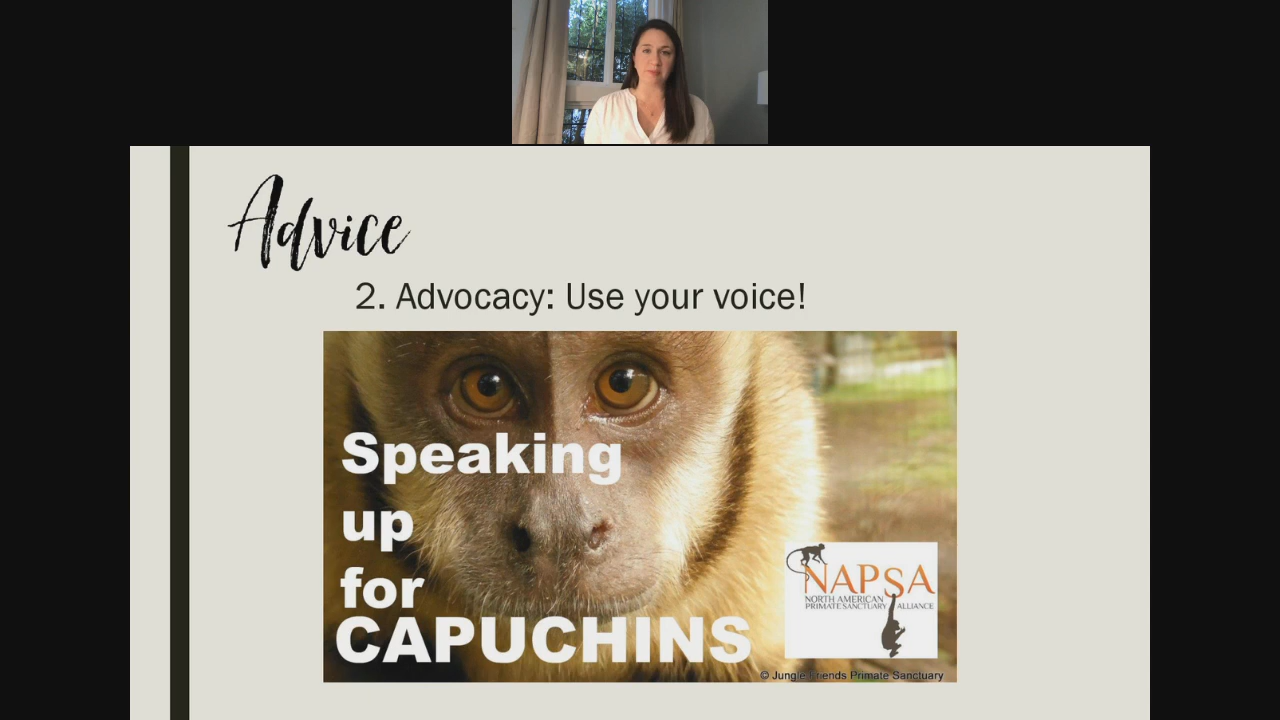 Advice
2. Advocacy: Use your voice!
Speaking
up
for
CAPUCHINS
NAPSA
NORTH AMERICAN
PRIMATE SANCTUARY ALLIANCE
© Jungle Friends Primate Sanctuary